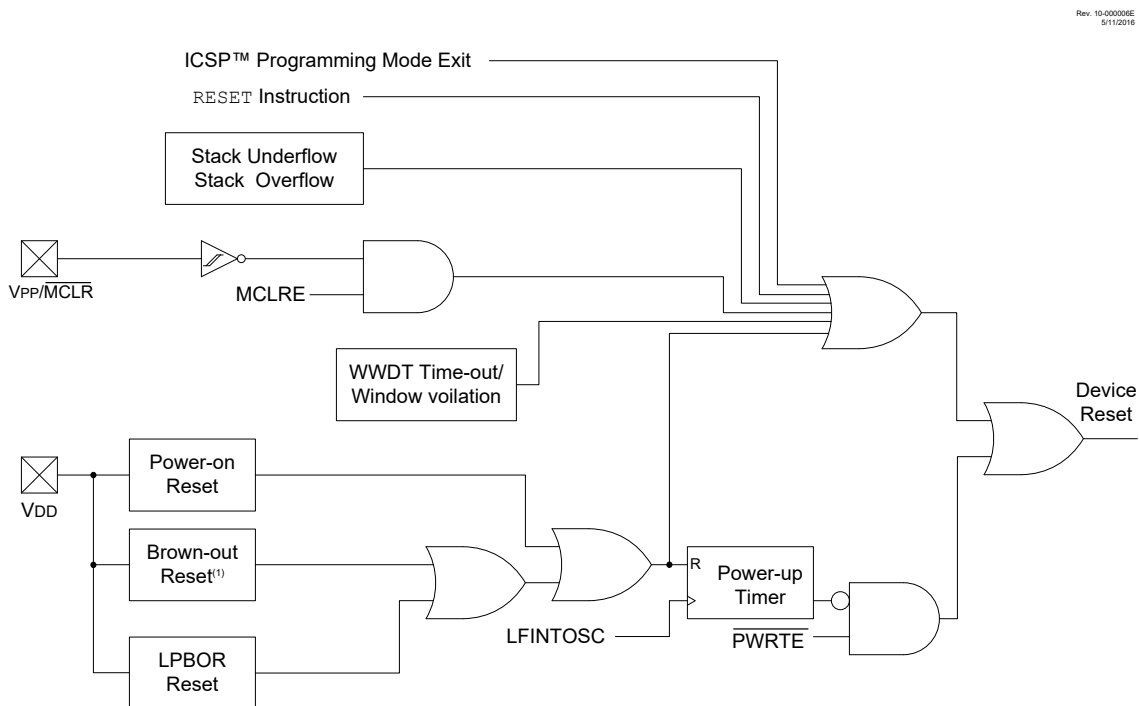 Rev. 10-000006E
5/11/2016
ICSP™ Programming Mode Exit
RESET Instruction
Stack Underflow
Stack Overflow
VPP/MCLR
MCLRE
WWDT Time-out/
Window voilation
Device
Reset
VDD
Power-on
Reset
Brown-out
Reset(1)
LPBOR
Reset
R
Power-up
Timer
LFINTOSC
PWRTE